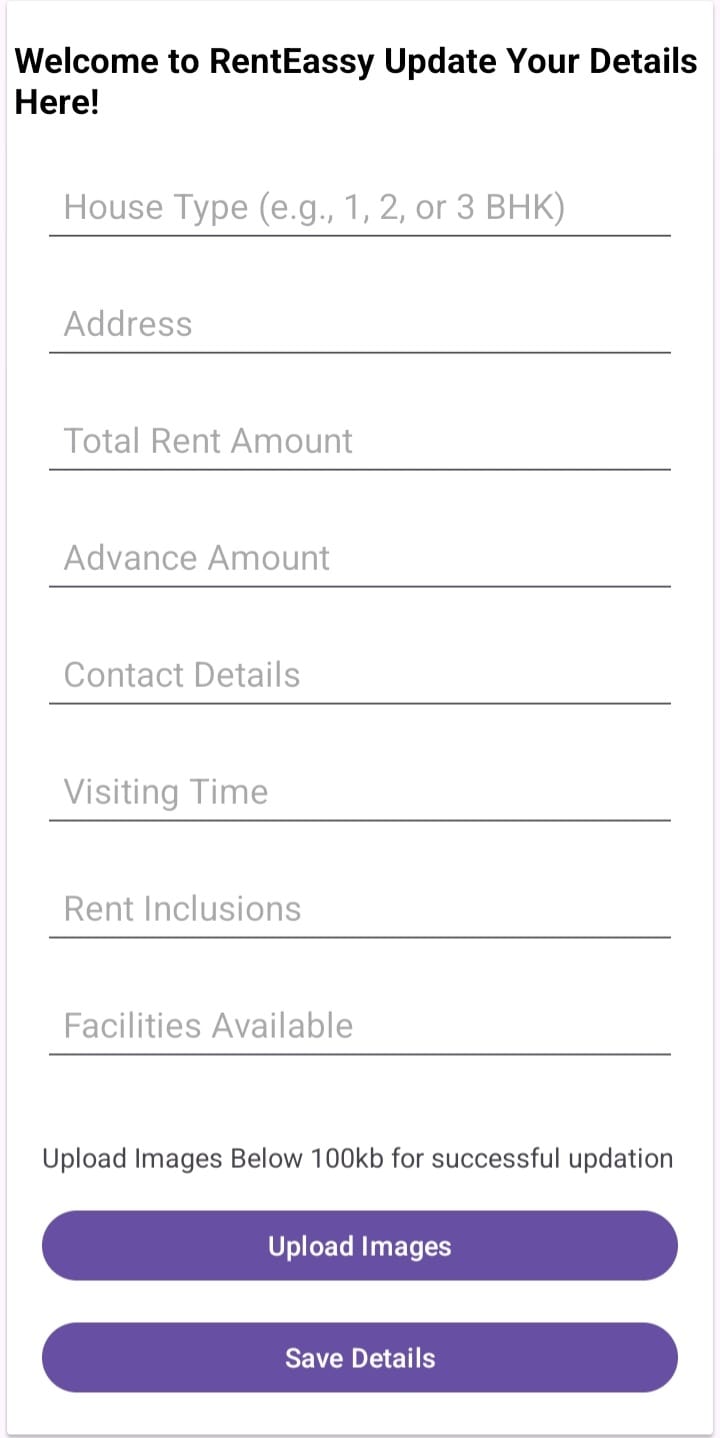 Welcome to RentEassy Update Your Details
Here!
House Type (e.g., 1, 2, or 3 BHK)
Address
Total Rent Amount
Advance Amount
Contact Details
Visiting Time
Rent Inclusions
Facilities Available
Upload Images Below 100kb for successful updation
Upload Images
Save Details